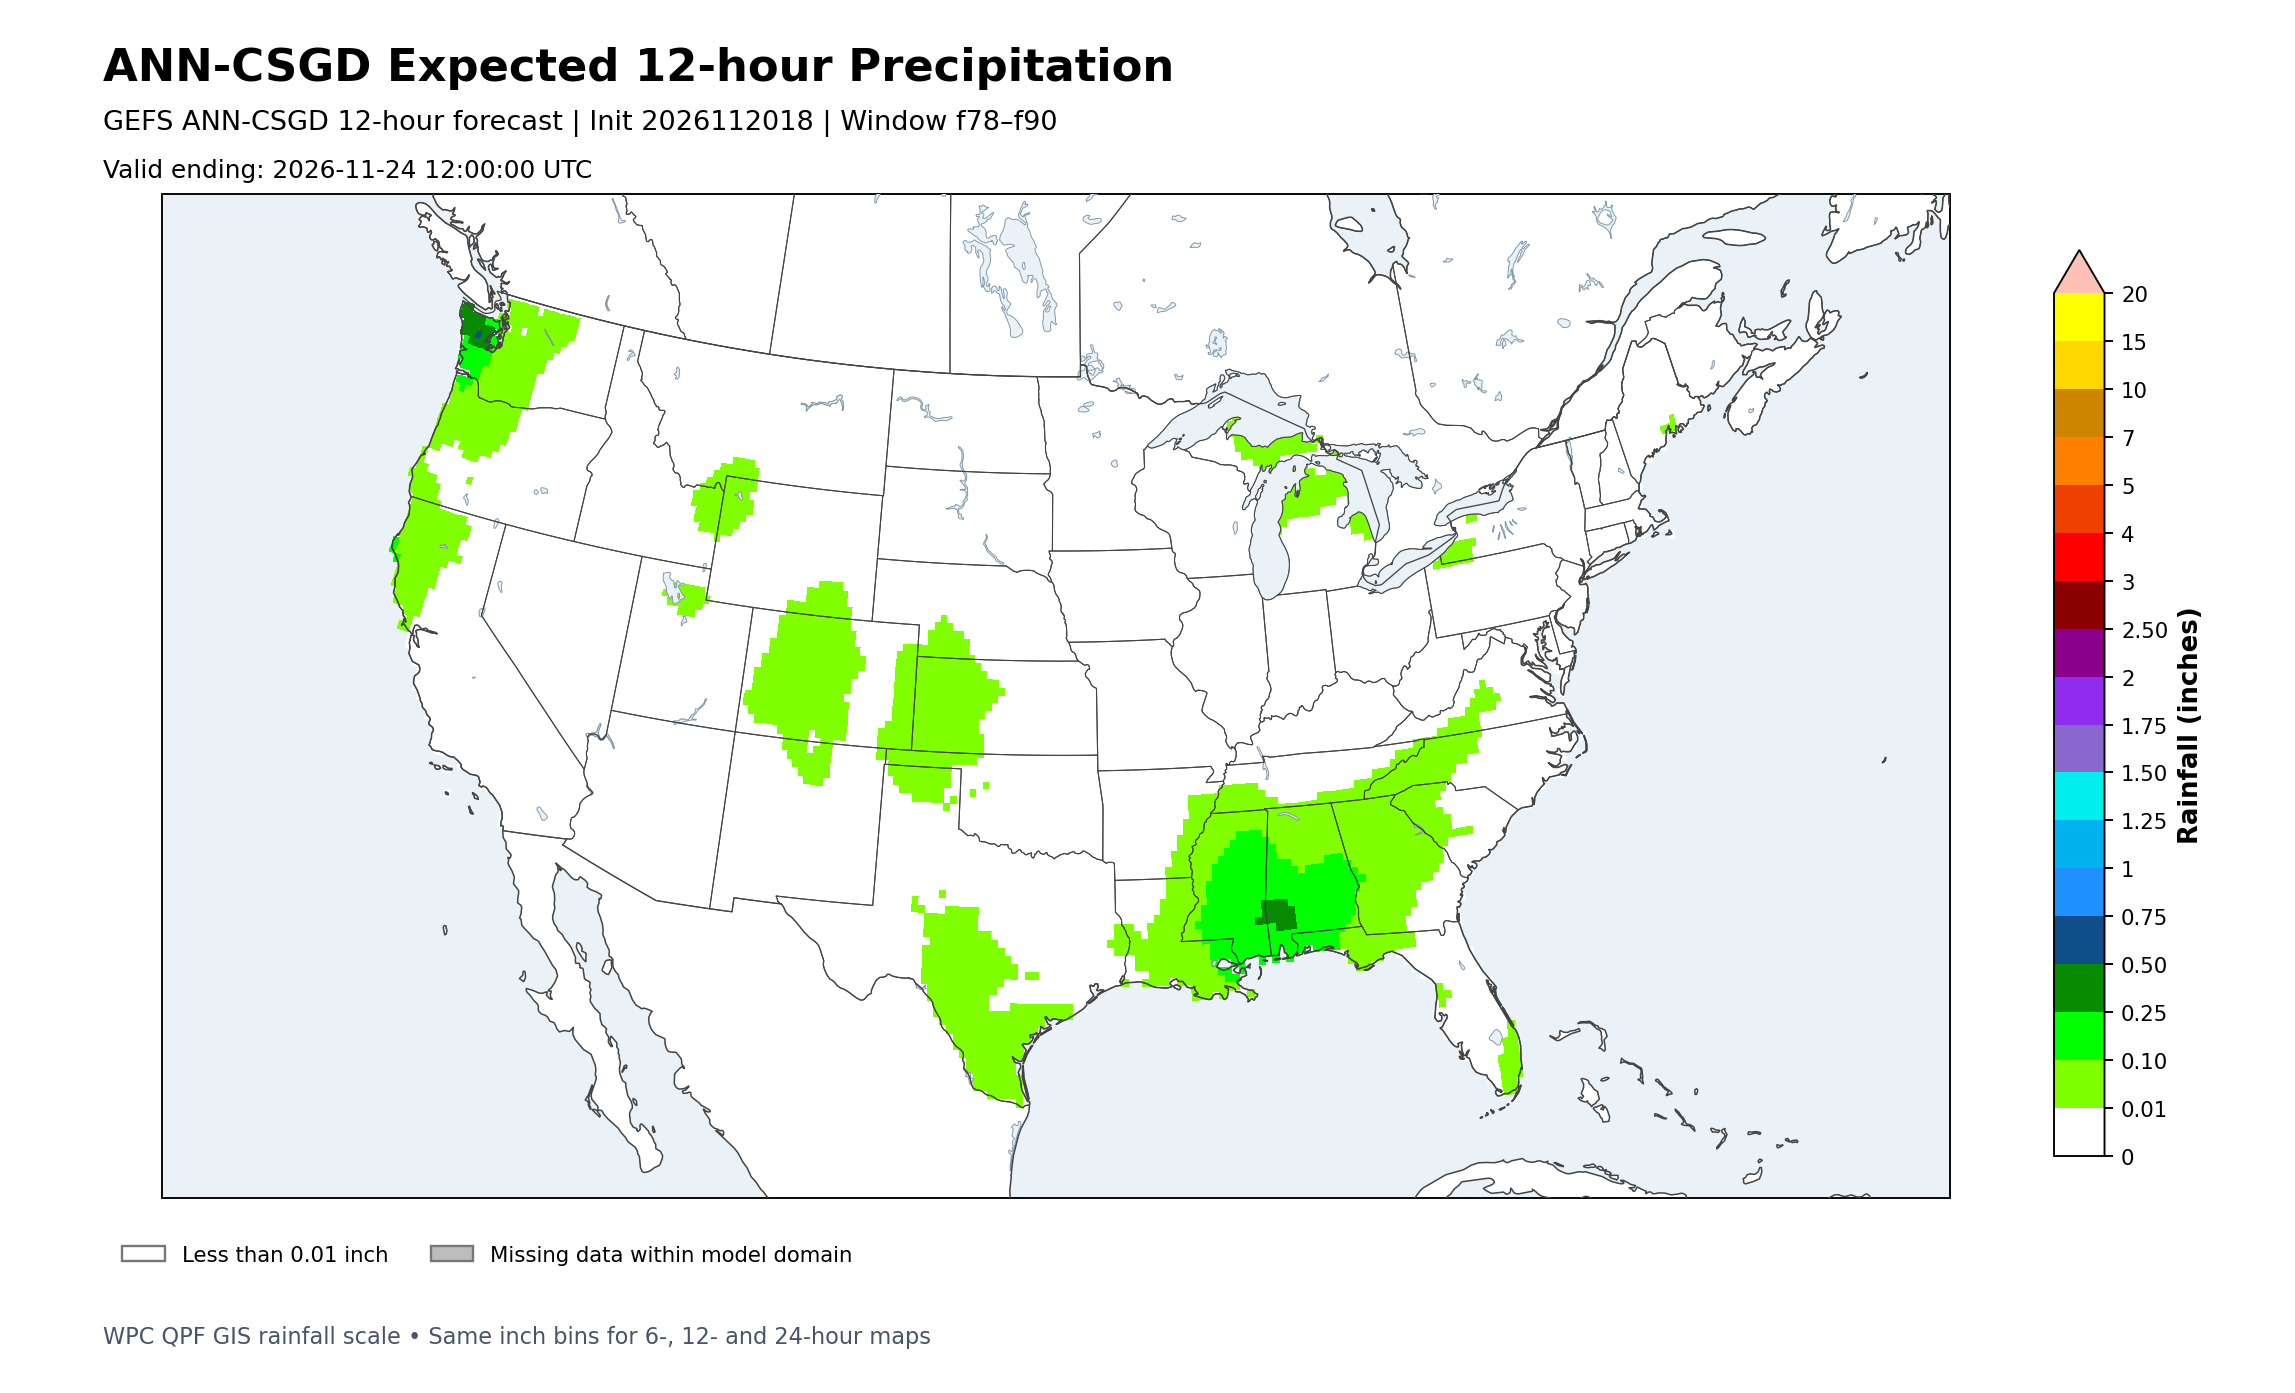 ANN-CSGD Expected 12-hour Precipitation
GEFS ANN-CSGD 12-hour forecast | Init 2026112018 | Window f78–f90
Valid ending: 2026-11-24 12:00:00 UTC
20
15
10
7
5
4
3
2.50
2
1.75
1.50
1.25
1
0.75
0.50
0.25
0.10
0.01
0
Rainfall (inches)
Less than 0.01 inch
Missing data within model domain
WPC QPF GIS rainfall scale • Same inch bins for 6-, 12- and 24-hour maps